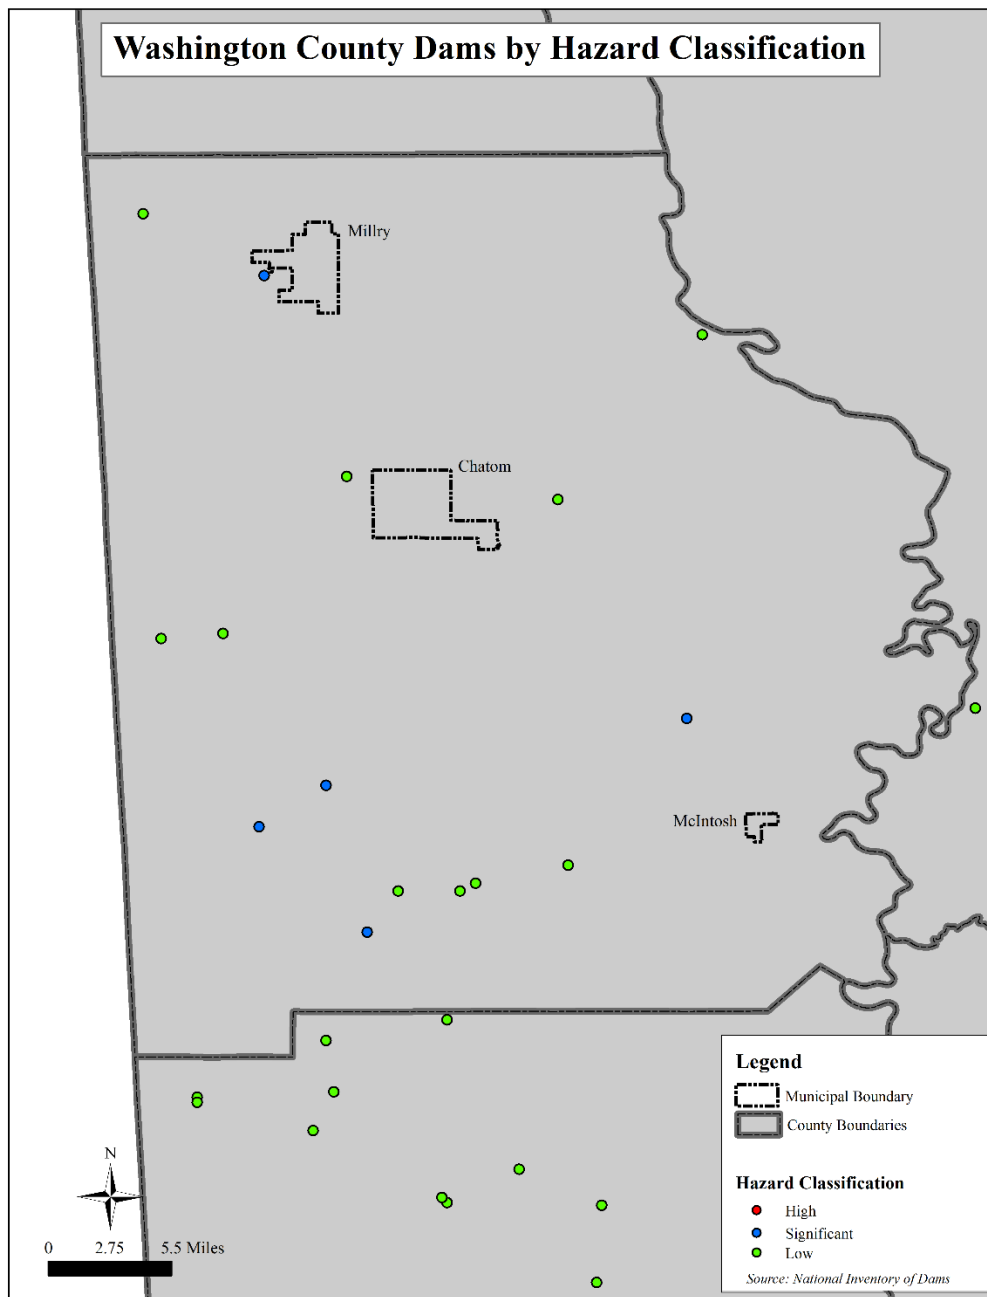 Washington County Dams by Hazard Classification
Millry
Chatom
McIntosh
Legend
Municipal Boundary
County Boundaries
Hazard Classification
High
Significant
Low
Source: National Inventory of Dams
N
0 2.75 5.5 Miles